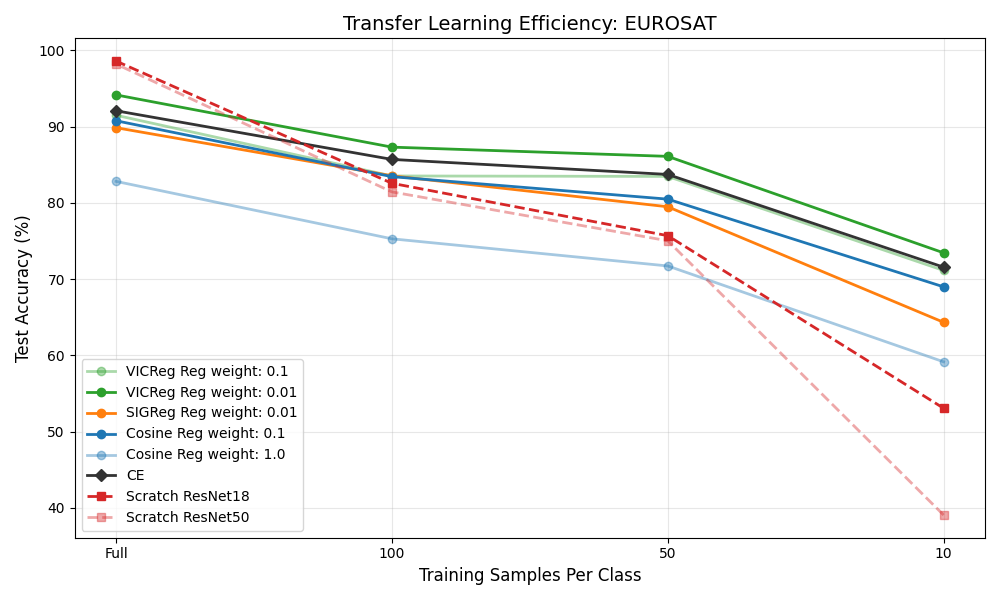 Transfer Learning Efficiency: EUROSAT
Test Accuracy (%)
100
90
80
70
60
50
40
VICReg Reg weight: 0.1
VICReg Reg weight: 0.01
SIGReg Reg weight: 0.01
Cosine Reg weight: 0.1
Cosine Reg weight: 1.0
CE
Scratch ResNet18
Scratch ResNet50
Full 100 50 10
Training Samples Per Class